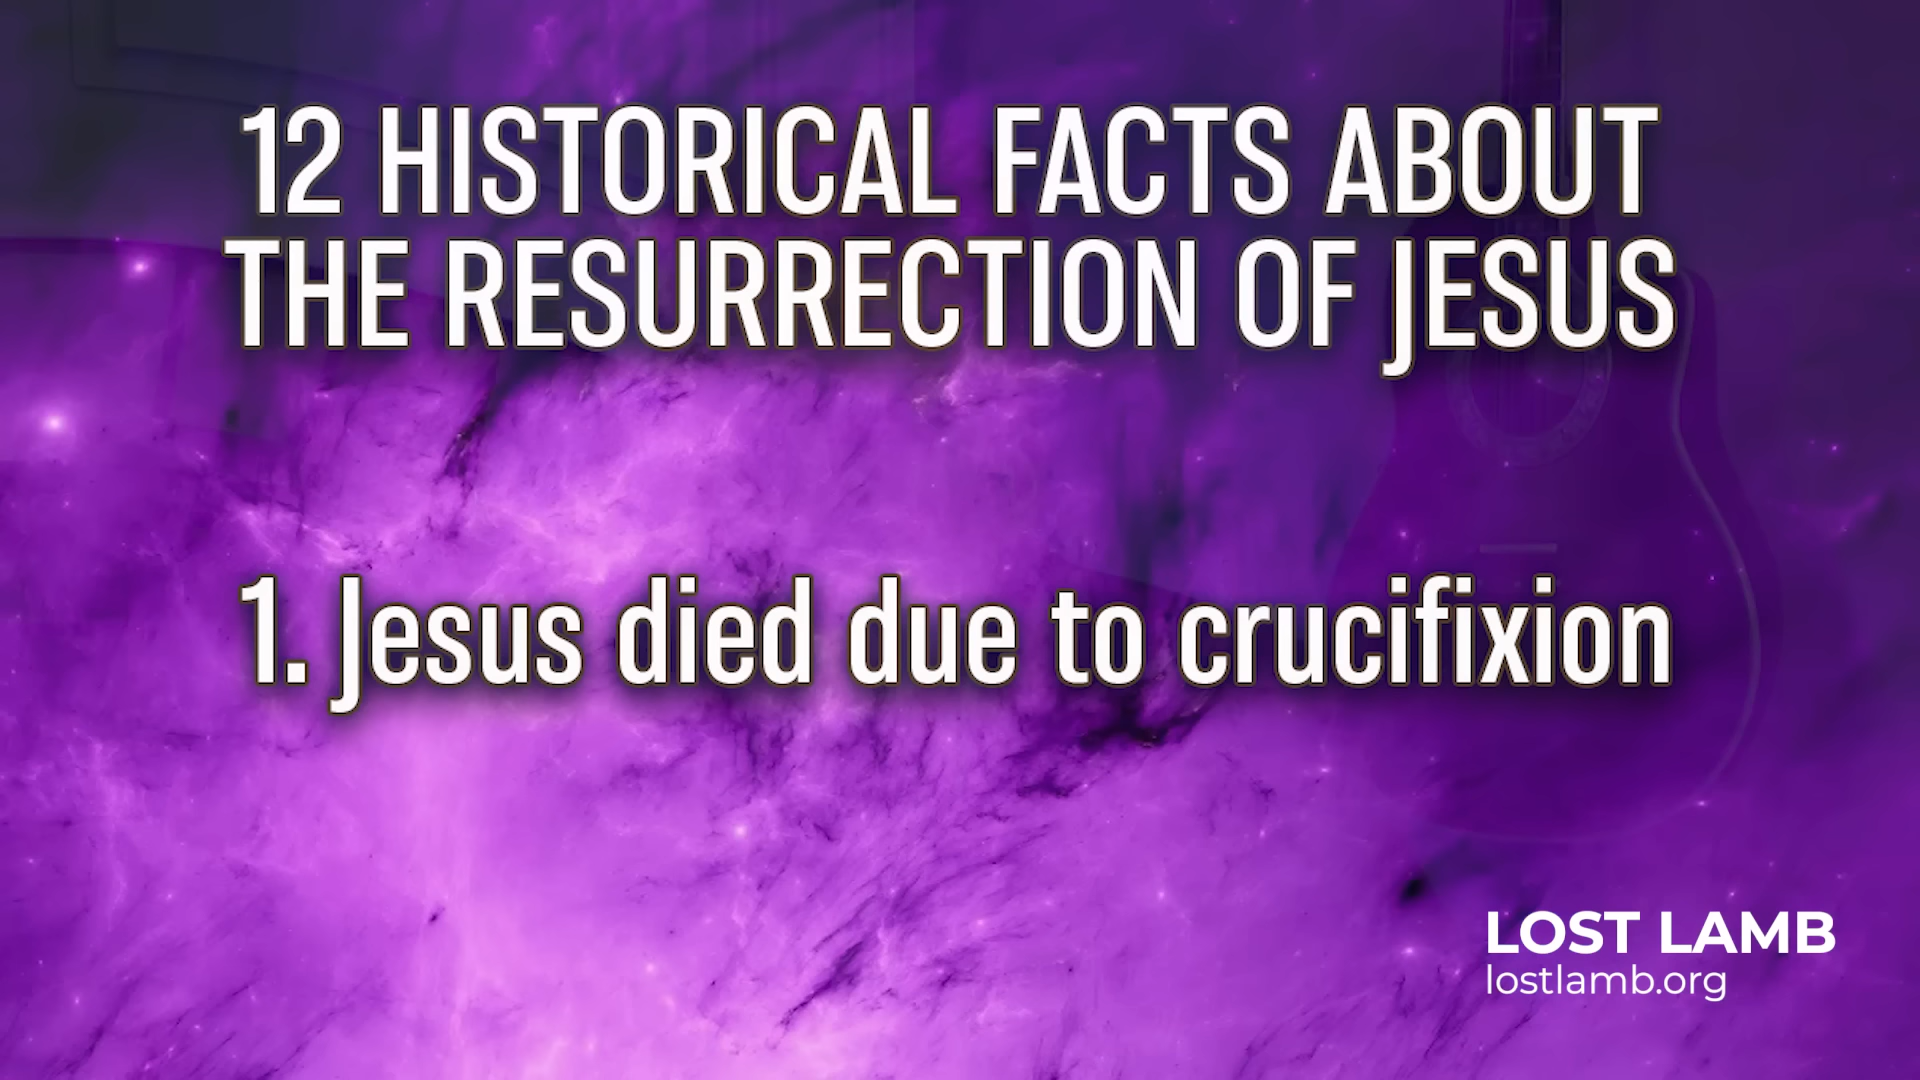 12 HISTORICAL FACTS ABOUT
THE RESURRECTION OF JESUS
1. Jesus died due to crucifixion
LOST LAMB
lostlamb.org